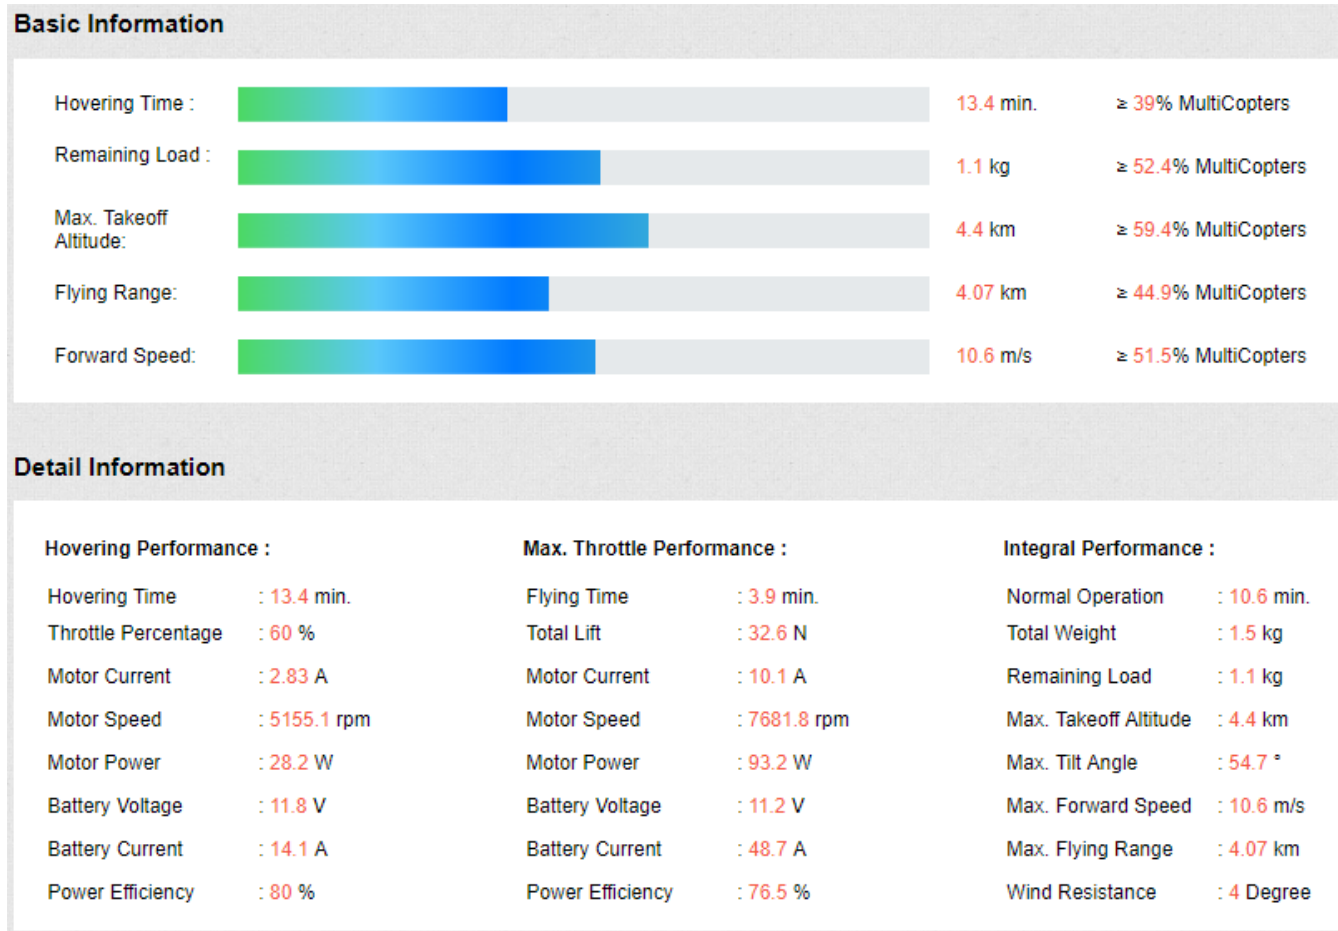 Basic Information
Hovering Time : 13.4 min. ≥ 39% MultiCopters
Remaining Load : 1.1 kg ≥ 52.4% MultiCopters
Max. Takeoff
Altitude: 4.4 km ≥ 59.4% MultiCopters
Flying Range: 4.07 km ≥ 44.9% MultiCopters
Forward Speed: 10.6 m/s ≥ 51.5% MultiCopters
Detail Information
Hovering Performance : Max. Throttle Performance : Integral Performance :
Hovering Time : 13.4 min. Flying Time : 3.9 min. Normal Operation : 10.6 min.
Throttle Percentage : 60 % Total Lift : 32.6 N Total Weight : 1.5 kg
Motor Current : 2.83 A Motor Current : 10.1 A Remaining Load : 1.1 kg
Motor Speed : 5155.1 rpm Motor Speed : 7681.8 rpm Max. Takeoff Altitude : 4.4 km
Motor Power : 28.2 W Motor Power : 93.2 W Max. Tilt Angle : 54.7 °
Battery Voltage : 11.8 V Battery Voltage : 11.2 V Max. Forward Speed : 10.6 m/s
Battery Current : 14.1 A Battery Current : 48.7 A Max. Flying Range : 4.07 km
Power Efficiency : 80 % Power Efficiency : 76.5 % Wind Resistance : 4 Degree